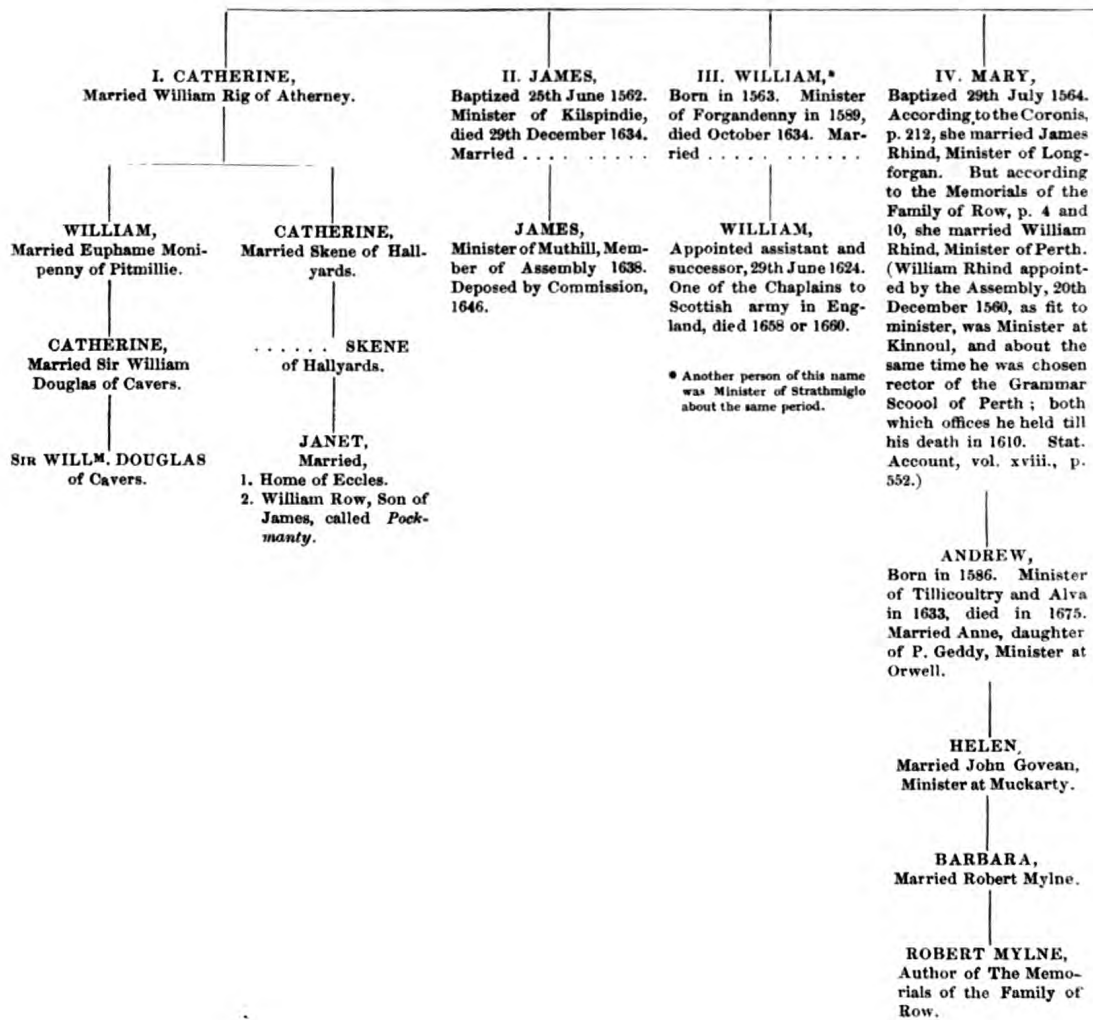 I. CATHERINE,
Married William Rig of Atherney.
WILLIAM,
Married Euphame Moni-
penny of Pitmillie.
CATHERINE,
Married Sir William
Douglas of Cavers.
SIR WILLM. DOUGLAS
of Cavers.
CATHERINE,
Married Skene of Hall-
yards.
. . . . . . SKENE
of Hallyards.
JANET,
Married,
1. Home of Eccles.
2. William Row, Son of
James, called Pock-
manty.
II. JAMES,
Baptized 25th June 1562.
Minister of Kilspindie,
died 29th December 1634.
Married . . . . . . . . .
JAMES,
Minister of Muthill, Mem-
ber of Assembly 1638.
Deposed by Commission,
1646.
III. WILLIAM,*
Born in 1563. Minister
of Forgandenny in 1589,
died October 1634. Mar-
ried . . . . . . . . . . .
WILLIAM,
Appointed assistant and
successor, 29th June 1624.
One of the Chaplains to
Scottish army in Eng-
land, died 1658 or 1660.
* Another person of this name
was Minister of Strathmiglo
about the same period.
IV. MARY,
Baptized 29th July 1564.
According to the Coronis,
p. 212, she married James
Rhind, Minister of Long-
forgan. But according
to the Memorials of the
Family of Row, p. 4 and
10, she married William
Rhind, Minister of Perth.
(William Rhind appoint-
ed by the Assembly, 20th
December 1560, as fit to
minister, was Minister at
Kinnoul, and about the
same time he was chosen
rector of the Grammar
Scoool of Perth ; both
which offices he held till
his death in 1610. Stat.
Account, vol. xviii., p.
552.)
ANDREW,
Born in 1586. Minister
of Tillicoultry and Alva
in 1633, died in 1675.
Married Anne, daughter
of P. Geddy, Minister at
Orwell.
HELEN,
Married John Govean,
Minister at Muckarty.
BARBARA,
Married Robert Mylne.
ROBERT MYLNE,
Author of The Memo-
rials of the Family of
Row.